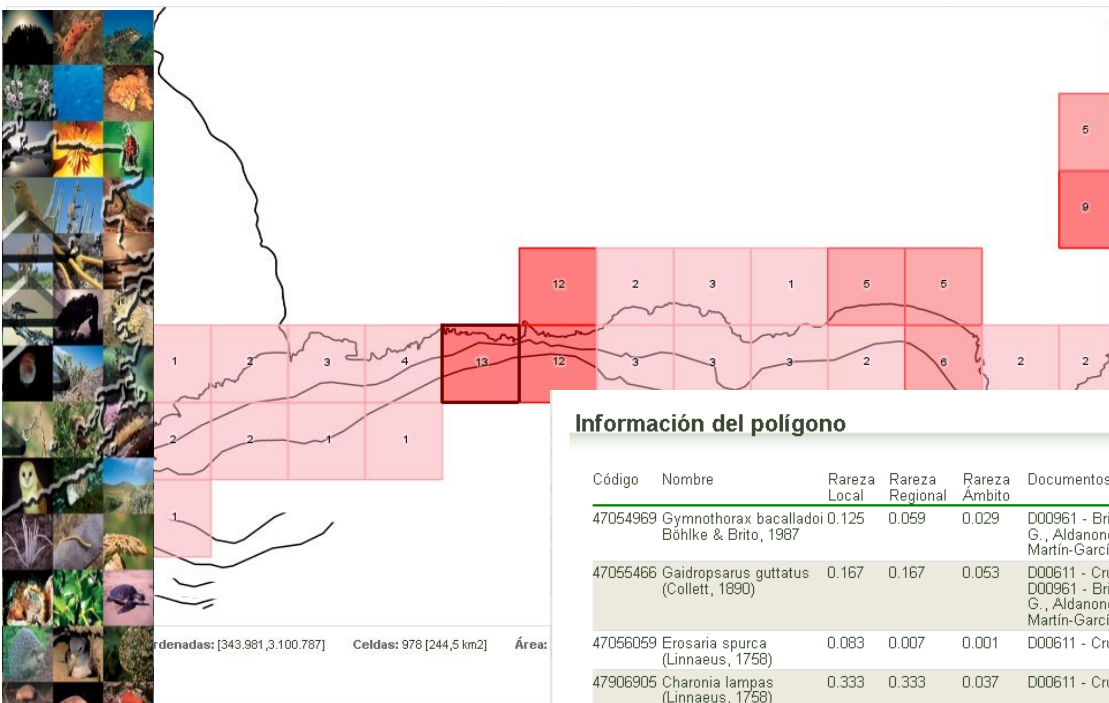 5
9
12 2 3 1 5 5
1 2 3 4 13 12 3 3 3 2 6 2 2
2 2 1 1
1
rdenadas: [343.981,3.100.787] Celdas: 978 [244,5 km2] Área:
Información del polígono
Código Nombre Rareza Local Rareza Regional Rareza Ámbito Documentos
47054969 Gymnothorax bacalladoi 0.125 0.059 0.029 D00961 - Bri
Böhlke & Brito, 1987 G., Aldanon
Martín-Garcí
47055466 Gaidropsarus guttatus 0.167 0.167 0.053 D00611 - Cru
(Collett, 1890) D00961 - Bri
G., Aldanon
Martín-Garcí
47056059 Erosaria spurca 0.083 0.007 0.001 D00611 - Cru
(Linnaeus, 1758)
47906905 Charonia lampas 0.333 0.333 0.037 D00611 - Cru
(Linnaeus, 1758)